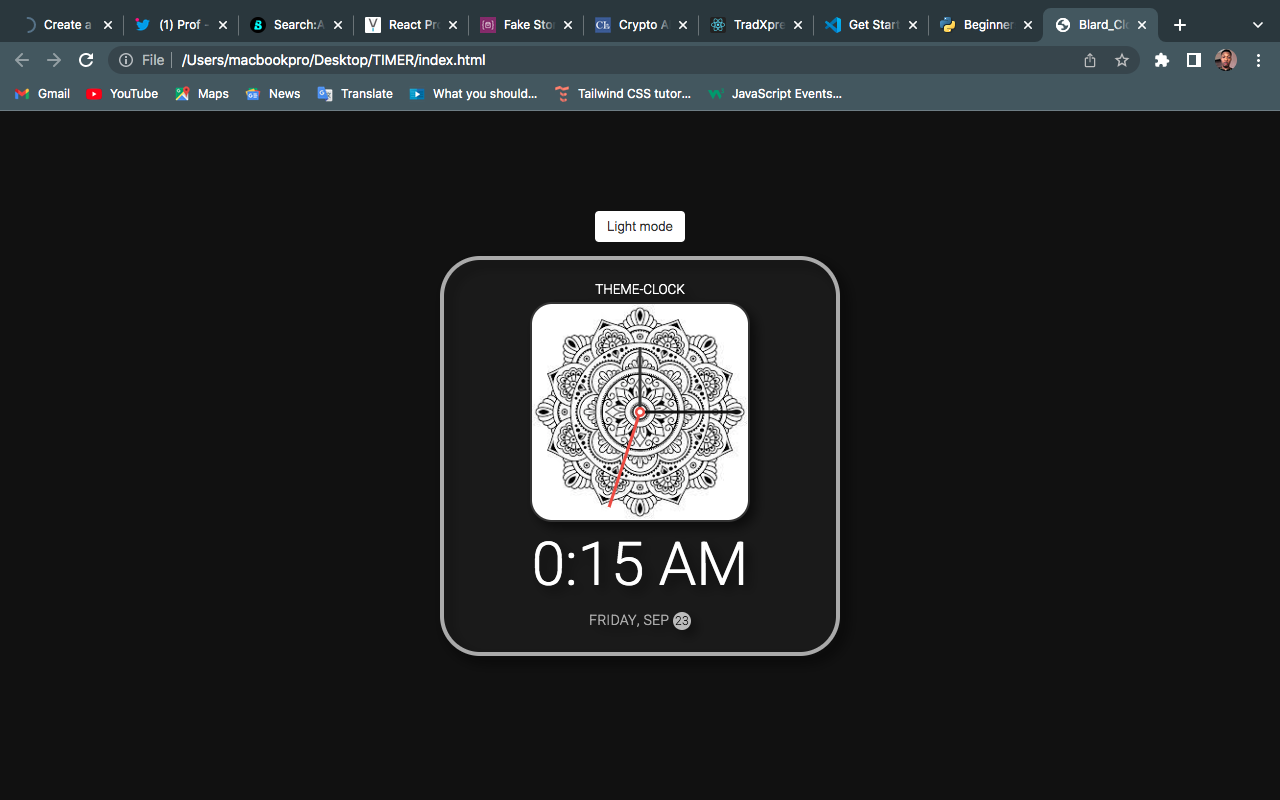 Create a
(1) Prof -
Search:A
React Pr
Fake Sto
Crypto A
TradXpre
Get Start
Beginner
Blard_Clo
File
/Users/macbookpro/Desktop/TIMER/index.html
Gmail
YouTube
Maps
News
Translate
What you should...
Tailwind CSS tutor...
JavaScript Events...
Light mode
THEME-CLOCK
0:15 AM
FRIDAY, SEP 23